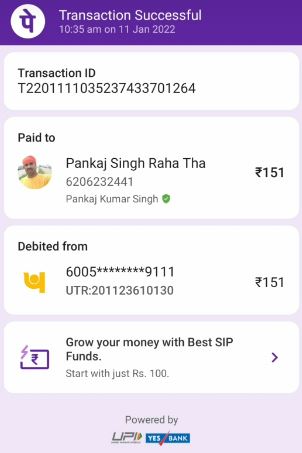 Transaction Successful
10:35 am on 11 Jan 2022
Transaction ID
T2201111035237433701264
Paid to
Pankaj Singh Raha Tha
₹151
6206232441
Pankaj Kumar Singh
Debited from
6005********9111
₹151
UTR:201123610130
Grow your money with Best SIP
Funds.
Start with just Rs. 100.
Powered by
UPI YES BANK